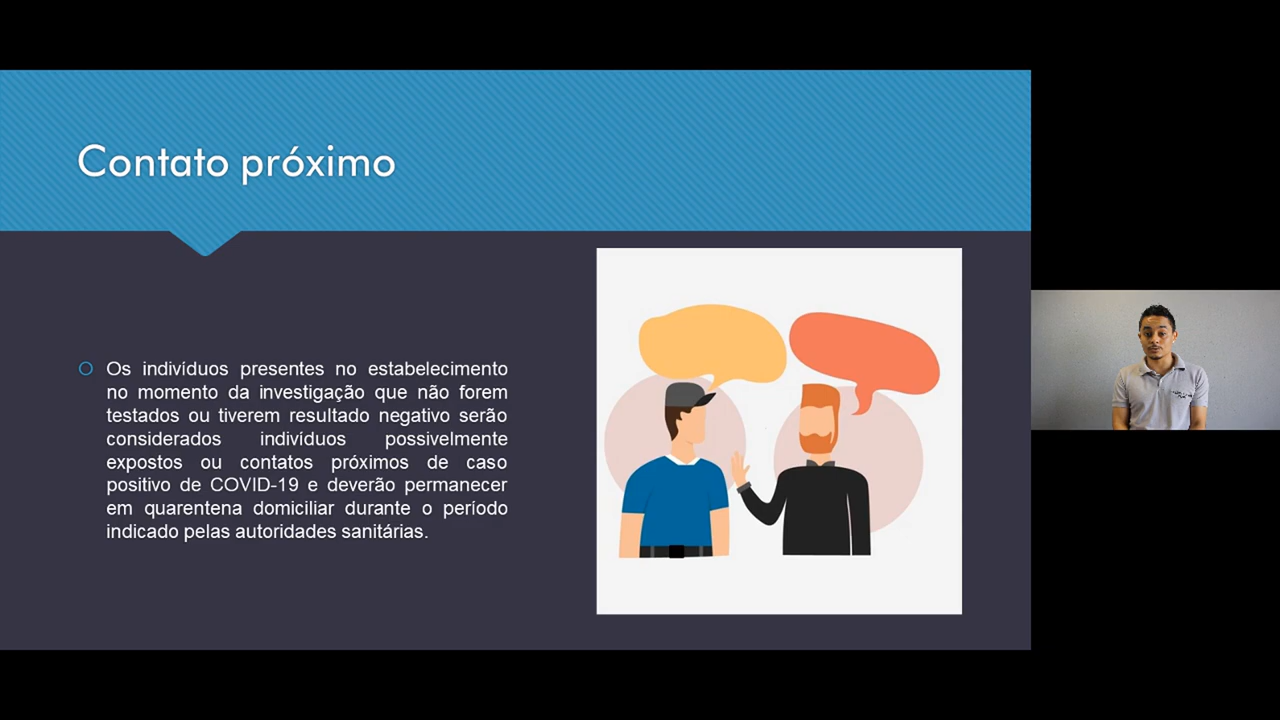 Contato próximo
Os indivíduos presentes no estabelecimento
no momento da investigação que não forem
testados ou tiverem resultado negativo serão
considerados indivíduos possivelmente
expostos ou contatos próximos de caso
positivo de COVID-19 e deverão permanecer
em quarentena domiciliar durante o período
indicado pelas autoridades sanitárias.